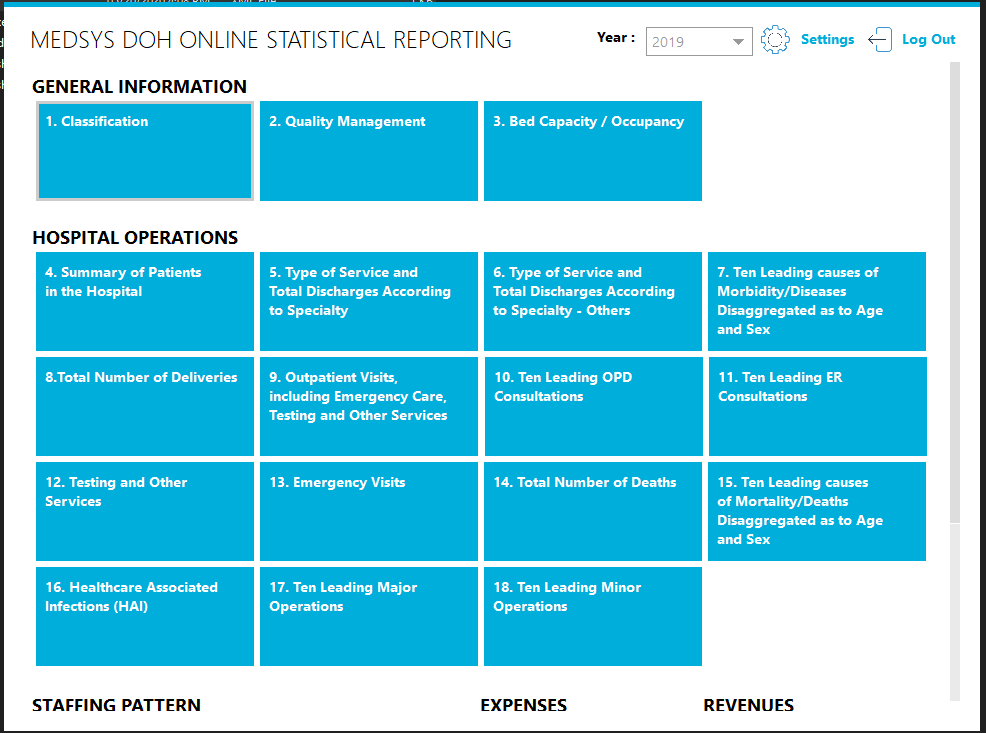 MEDSYS DOH ONLINE STATISTICAL REPORTING
Year :
2019
Settings
Log Out
GENERAL INFORMATION
1. Classification
2. Quality Management
3. Bed Capacity / Occupancy
HOSPITAL OPERATIONS
4. Summary of Patients
in the Hospital
5. Type of Service and
Total Discharges According
to Specialty
6. Type of Service and
Total Discharges According
to Specialty - Others
7. Ten Leading causes of
Morbidity/Diseases
Disaggregated as to Age
and Sex
8.Total Number of Deliveries
9. Outpatient Visits,
including Emergency Care,
Testing and Other Services
10. Ten Leading OPD
Consultations
11. Ten Leading ER
Consultations
12. Testing and Other
Services
13. Emergency Visits
14. Total Number of Deaths
15. Ten Leading causes
of Mortality/Deaths
Disaggregated as to Age
and Sex
16. Healthcare Associated
Infections (HAI)
17. Ten Leading Major
Operations
18. Ten Leading Minor
Operations
STAFFING PATTERN
EXPENSES
REVENUES